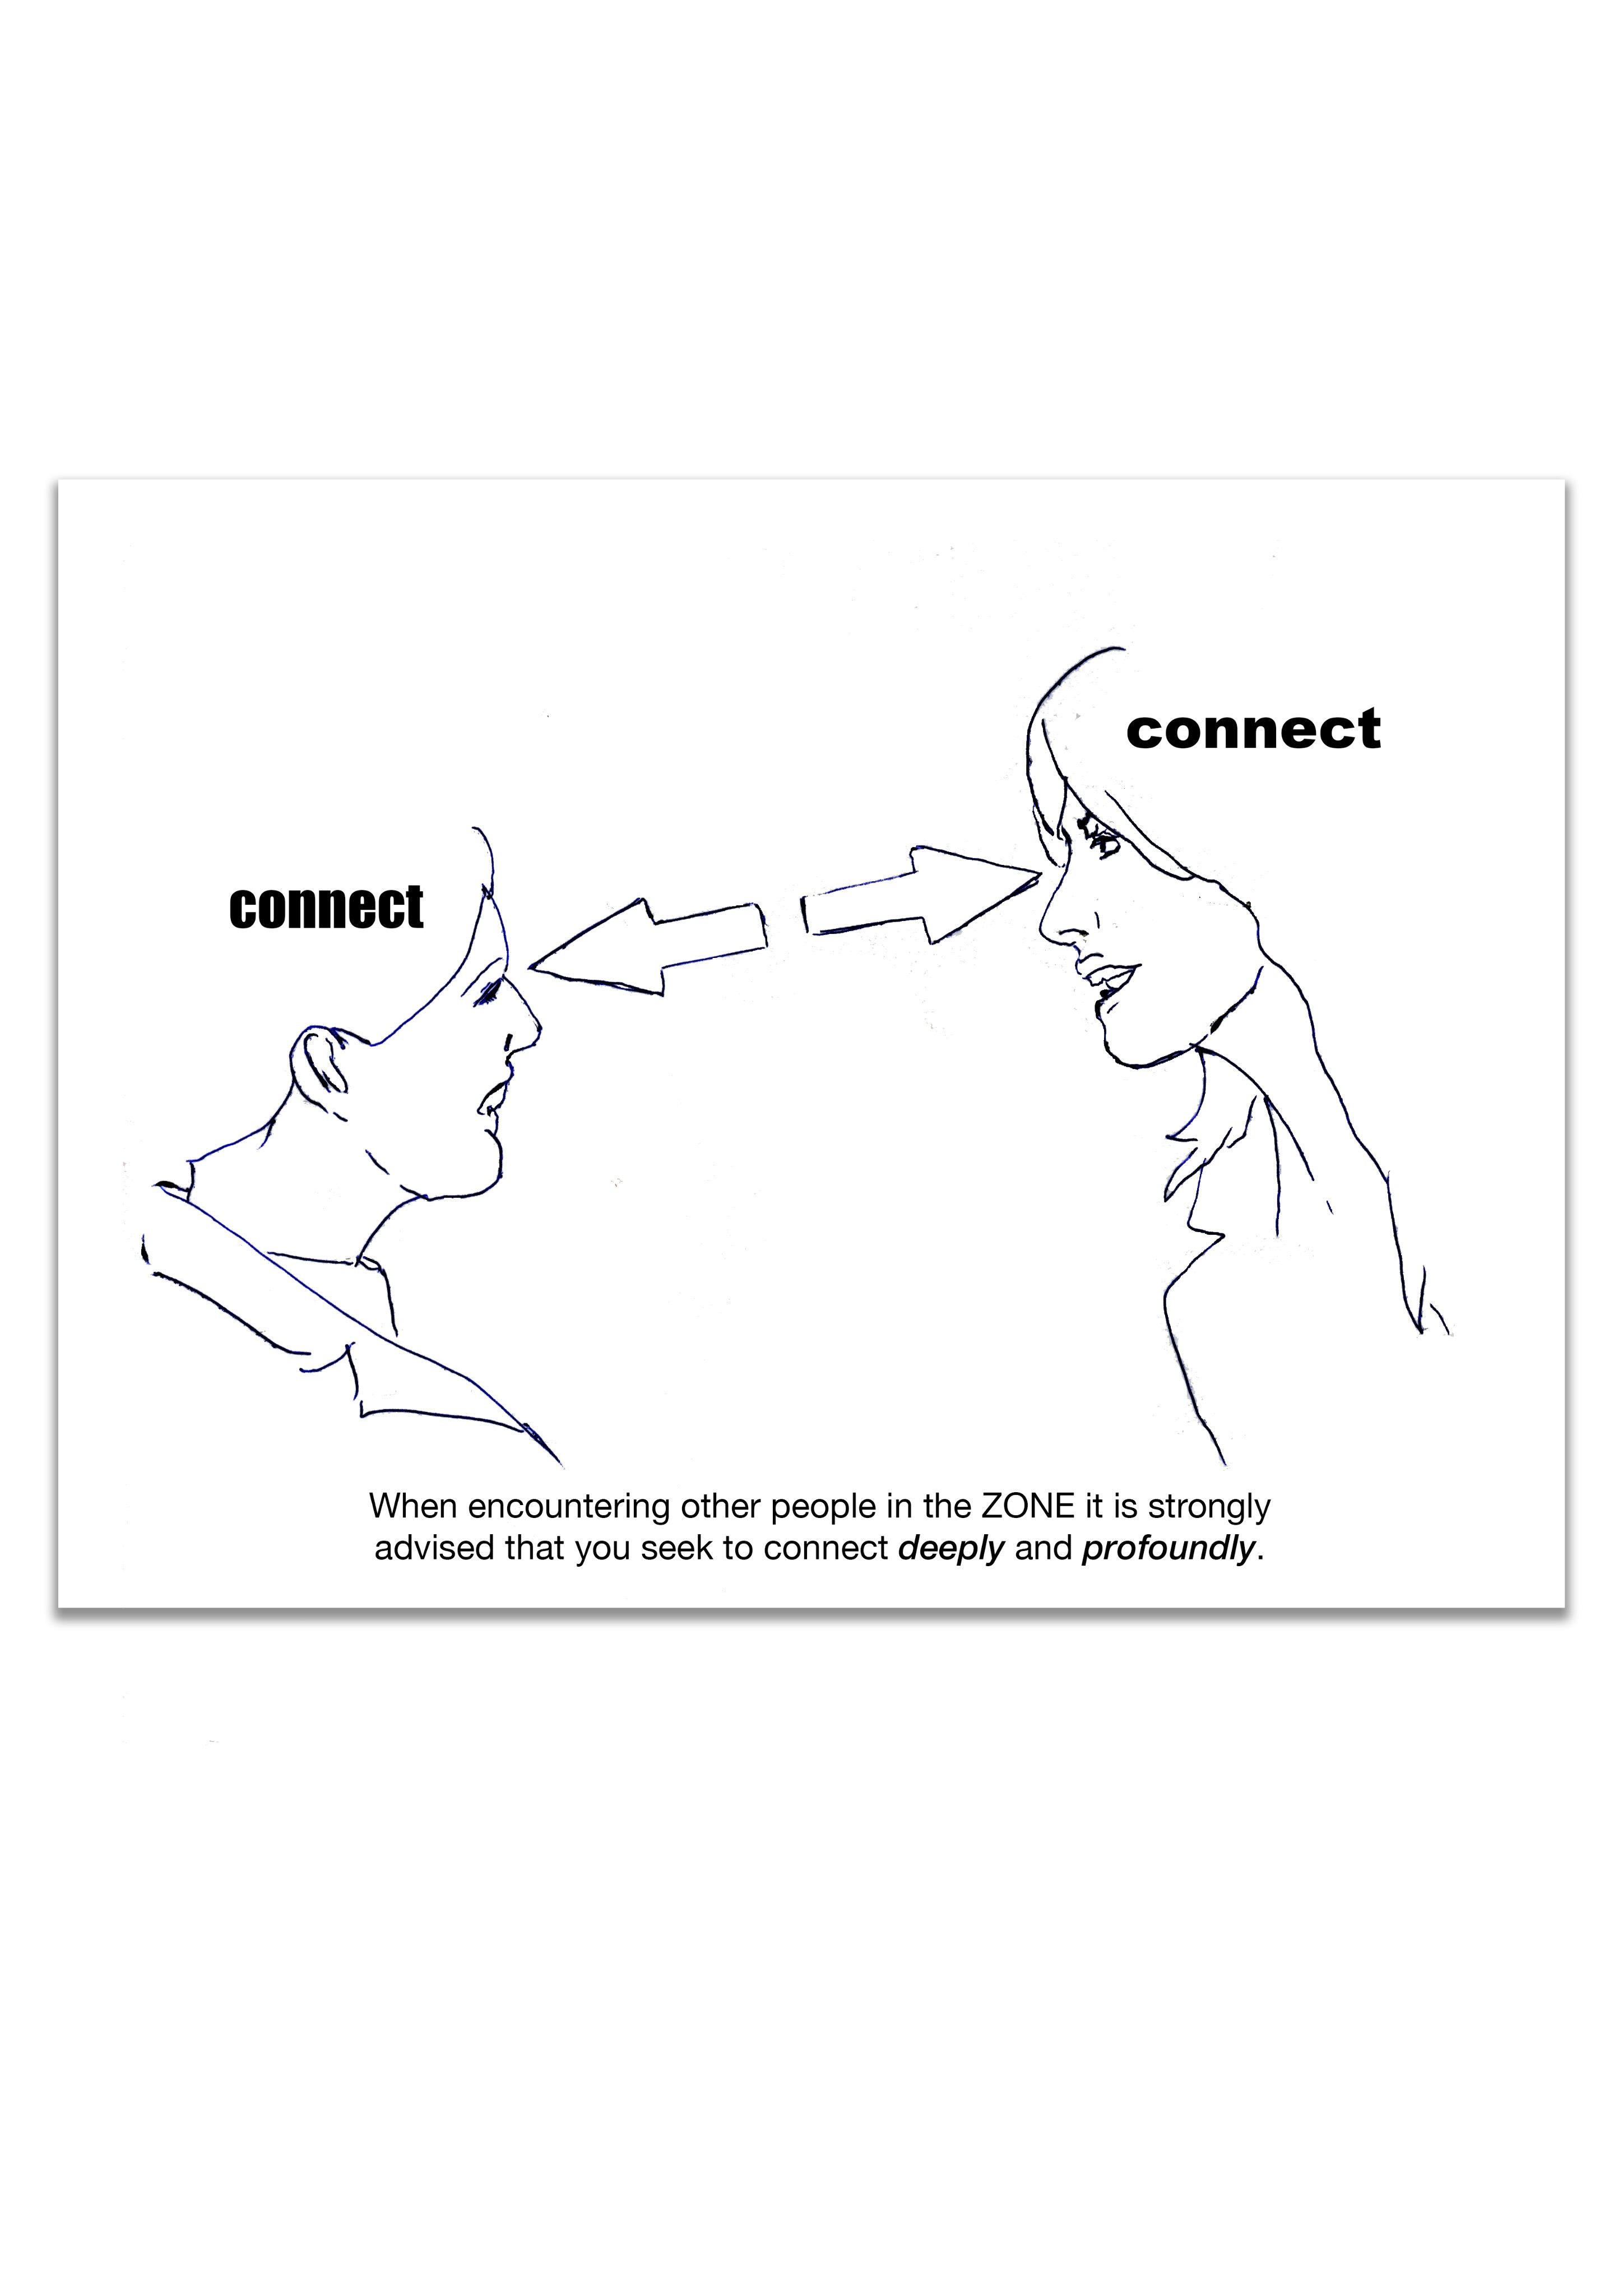 connect
connect
When encountering other people in the ZONE it is strongly
advised that you seek to connect deeply and profoundly.